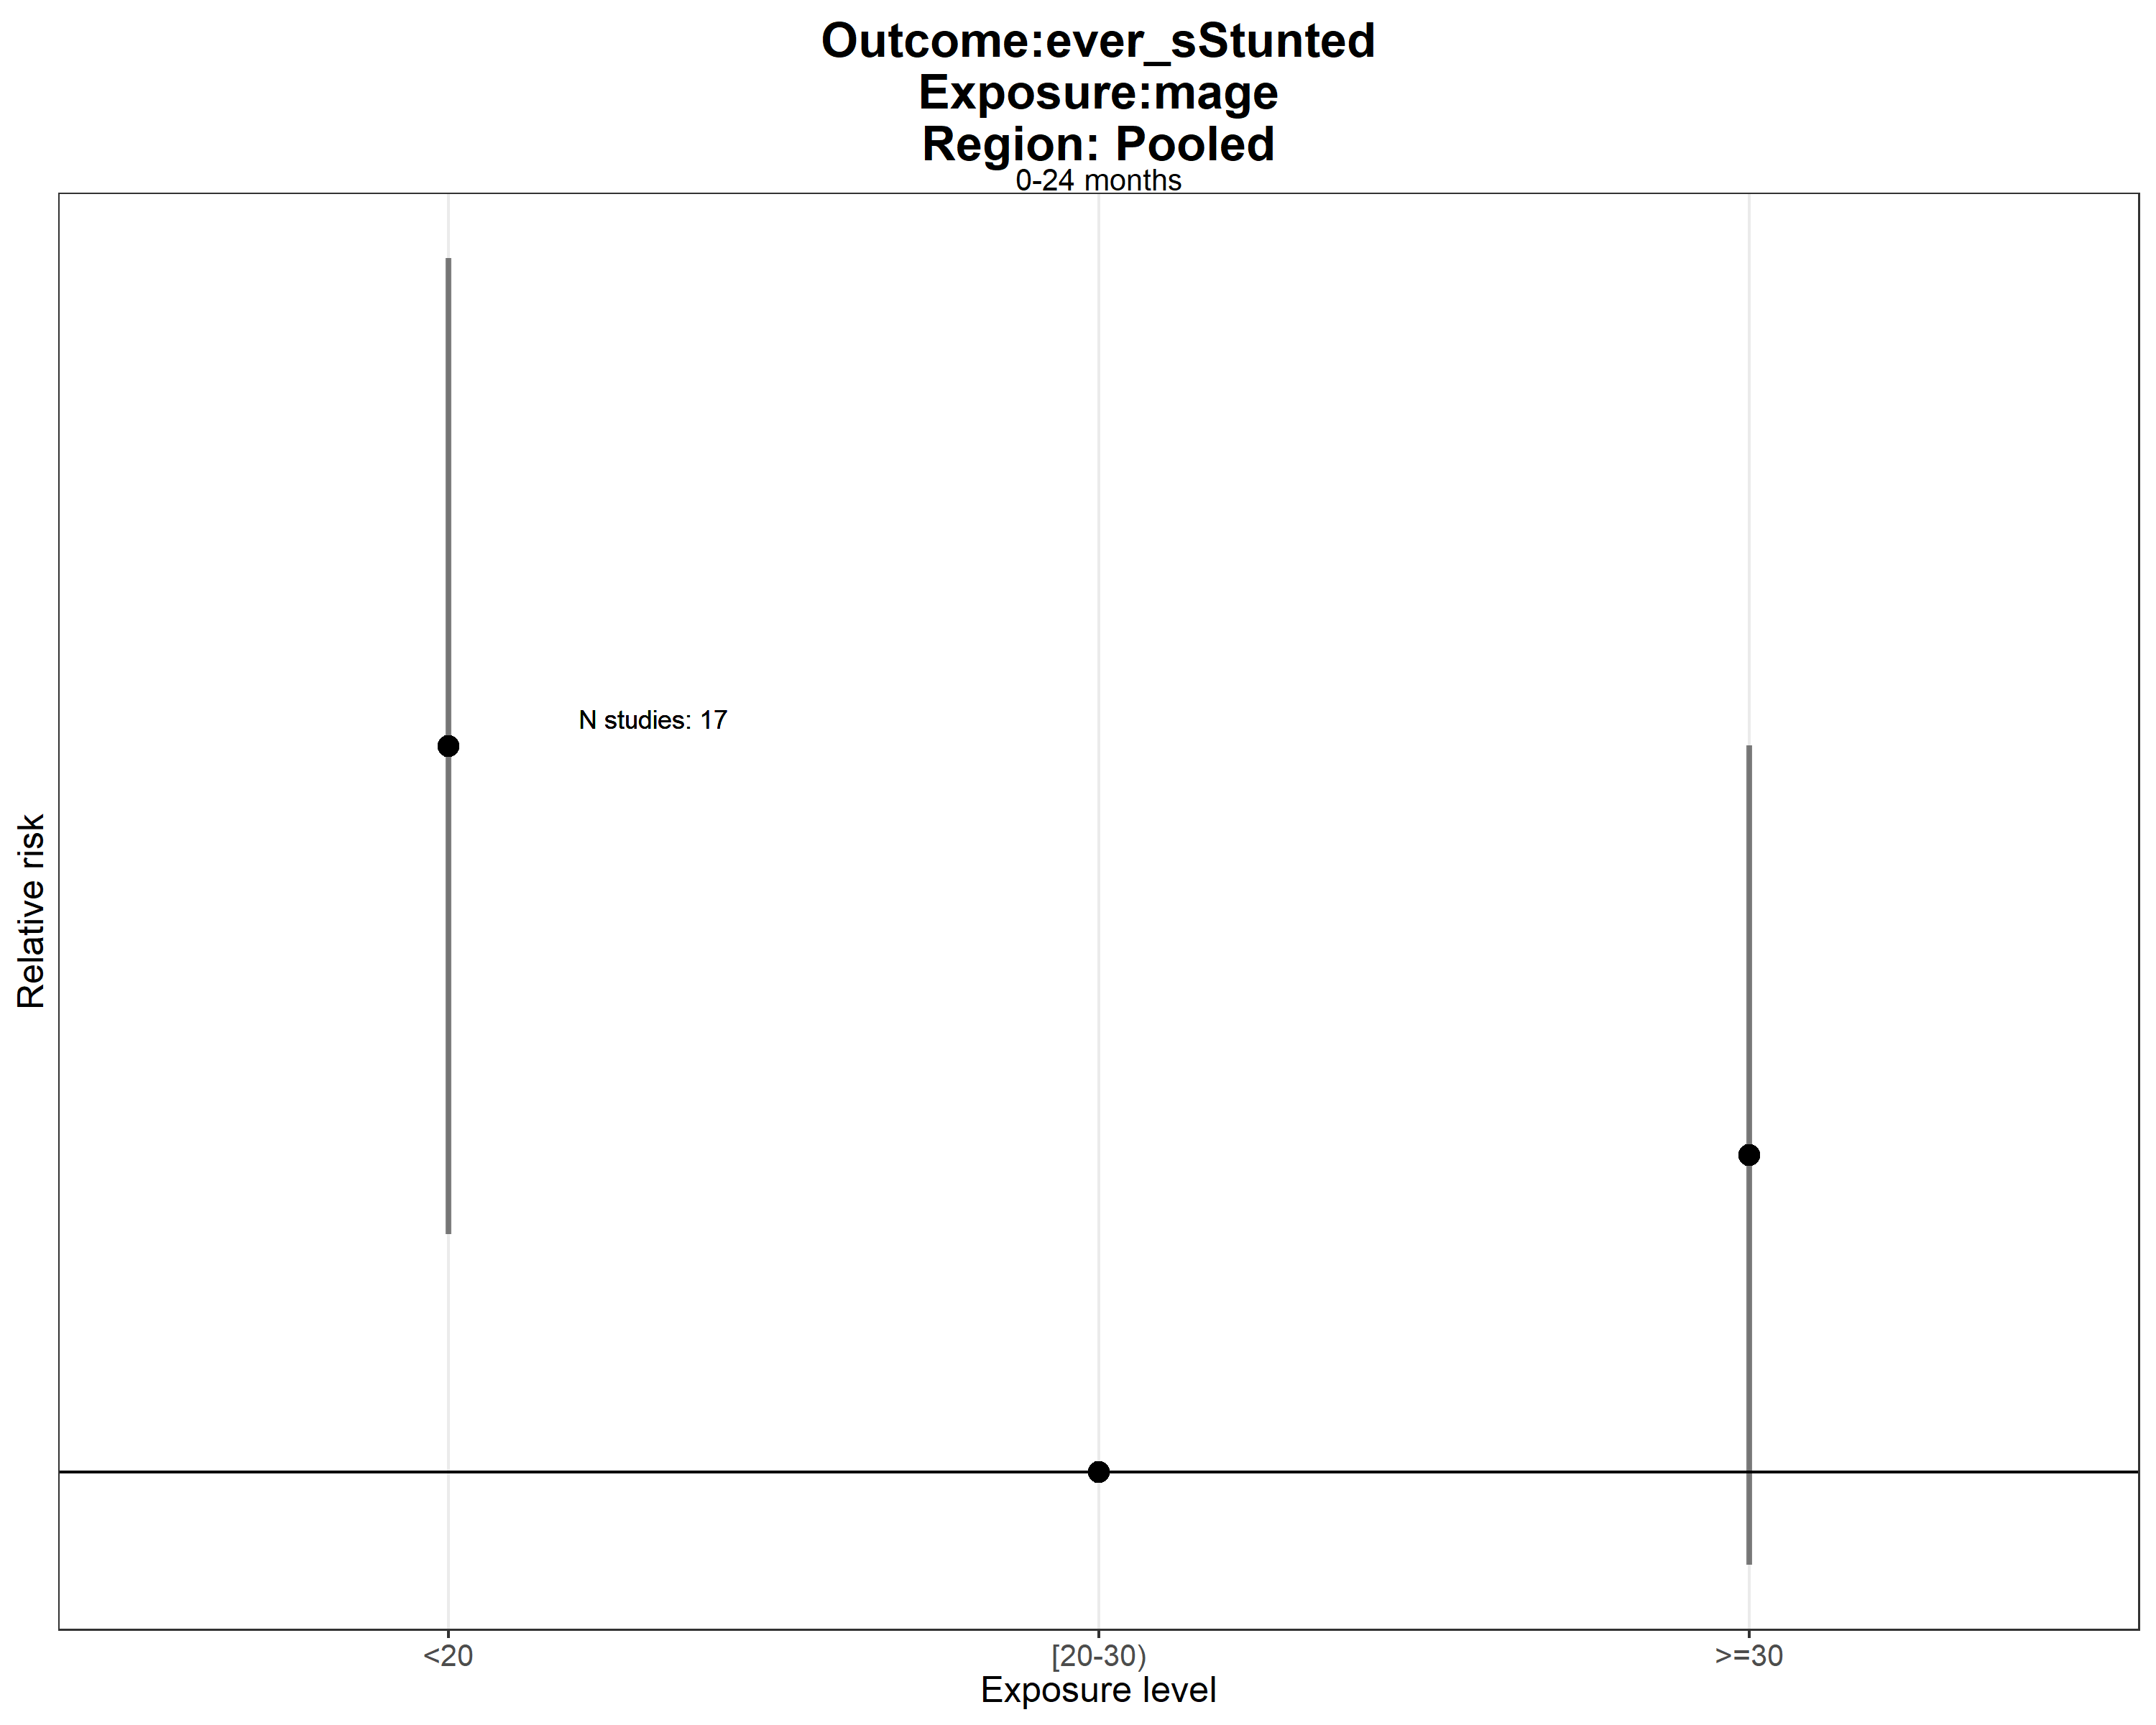 Outcome:ever_sStunted
Exposure:mage
Region: Pooled
0-24 months
N studies: 17
Relative risk
<20
[20-30)
>=30
Exposure level